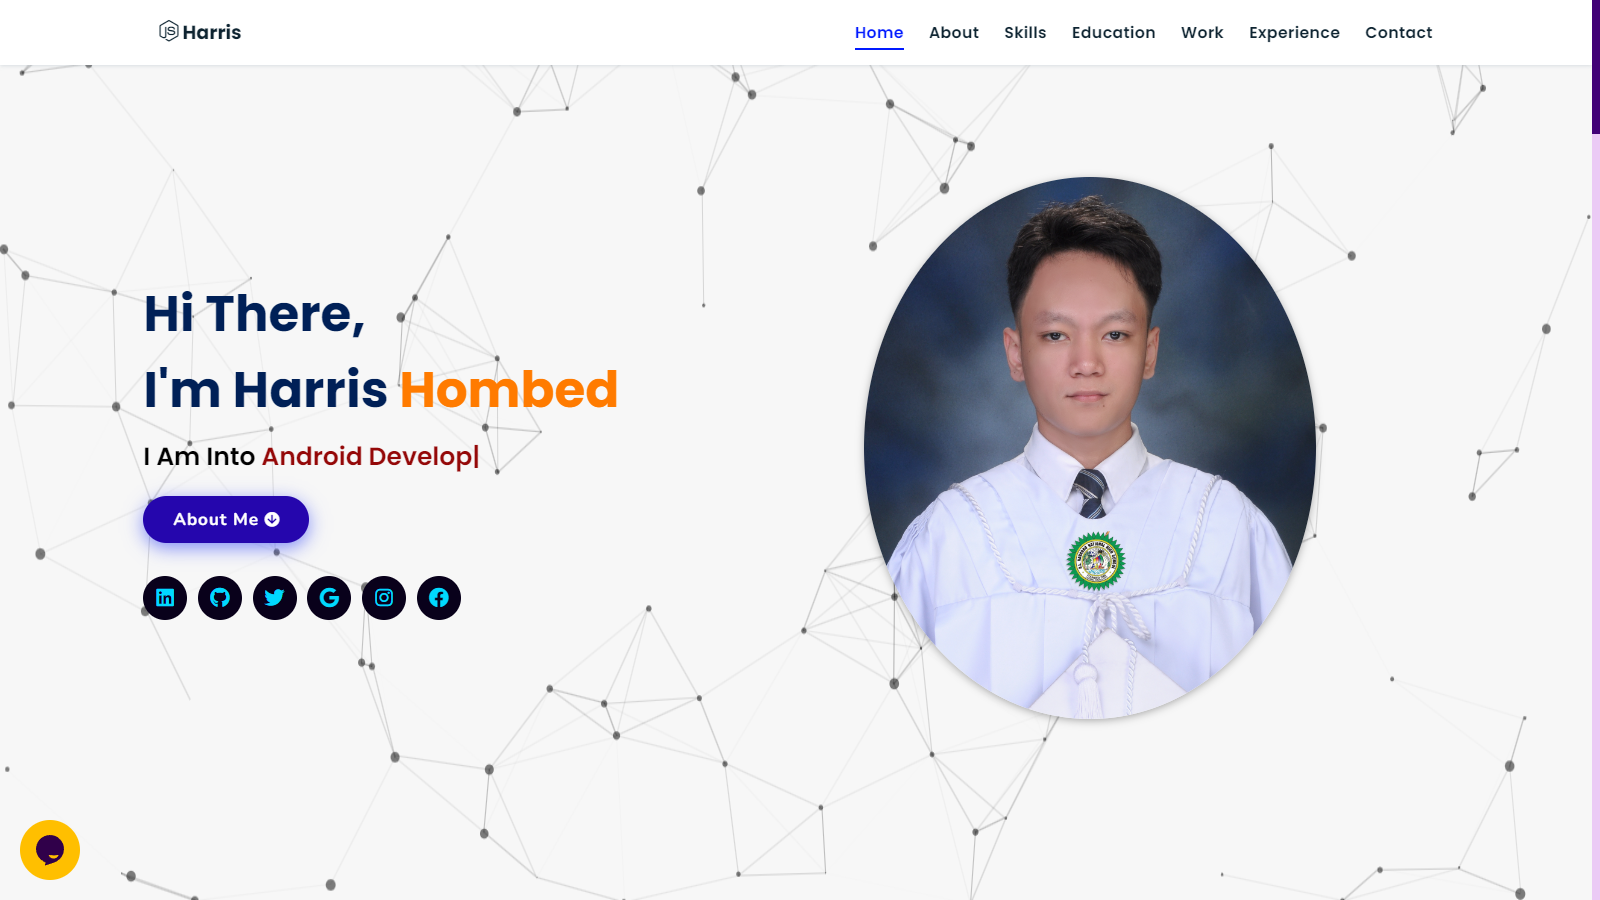 Harris
Home About Skills Education Work Experience Contact
Hi There,
I'm Harris Hombed
I Am Into Android Develop|
About Me